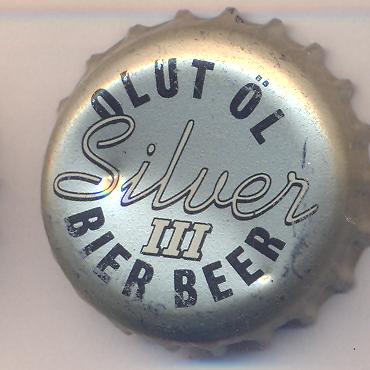 OLUT ÖL
Silver
III
BIER BEER